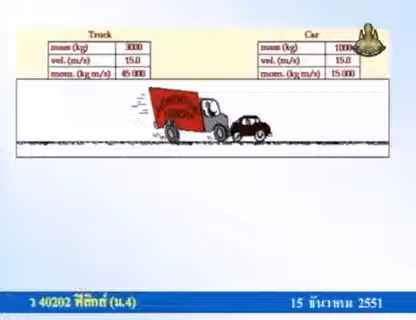 Truck
mass (kg) 3000
vel. (m/s) 15.0
mom. (kg m/s) 45 000
Car
mass (kg) 1000
vel. (m/s) 15.0
mom. (kg m/s) 15 000
ว 40202 ฟิสิกส์ (ม.4)
15 ธันวาคม 2551